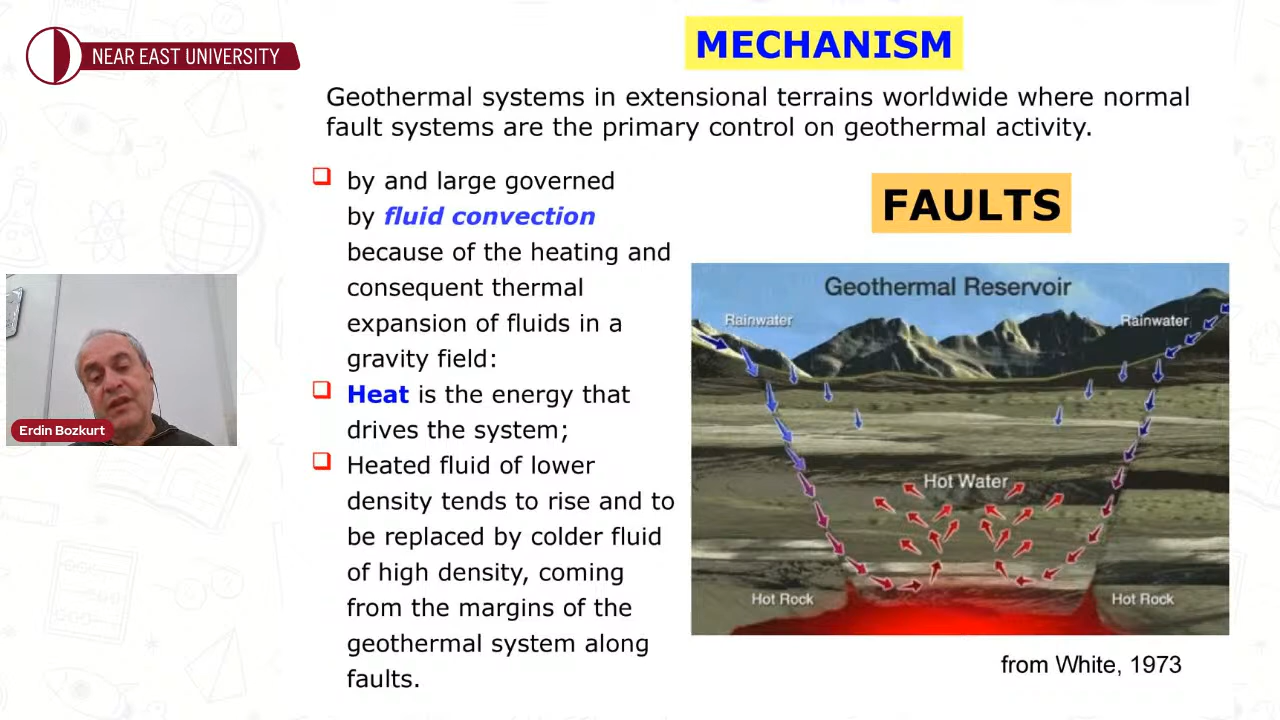 NEAR EAST UNIVERSITY
MECHANISM
Geothermal systems in extensional terrains worldwide where normal
fault systems are the primary control on geothermal activity.
by and large governed
by fluid convection
because of the heating and
consequent thermal
expansion of fluids in a
gravity field:
Heat is the energy that
drives the system;
Heated fluid of lower
density tends to rise and to
be replaced by colder fluid
of high density, coming
from the margins of the
geothermal system along
faults.
FAULTS
Geothermal Reservoir
Rainwater
Rainwater
Hot Water
Hot Rock
Hot Rock
from White, 1973
Erdin Bozkurt